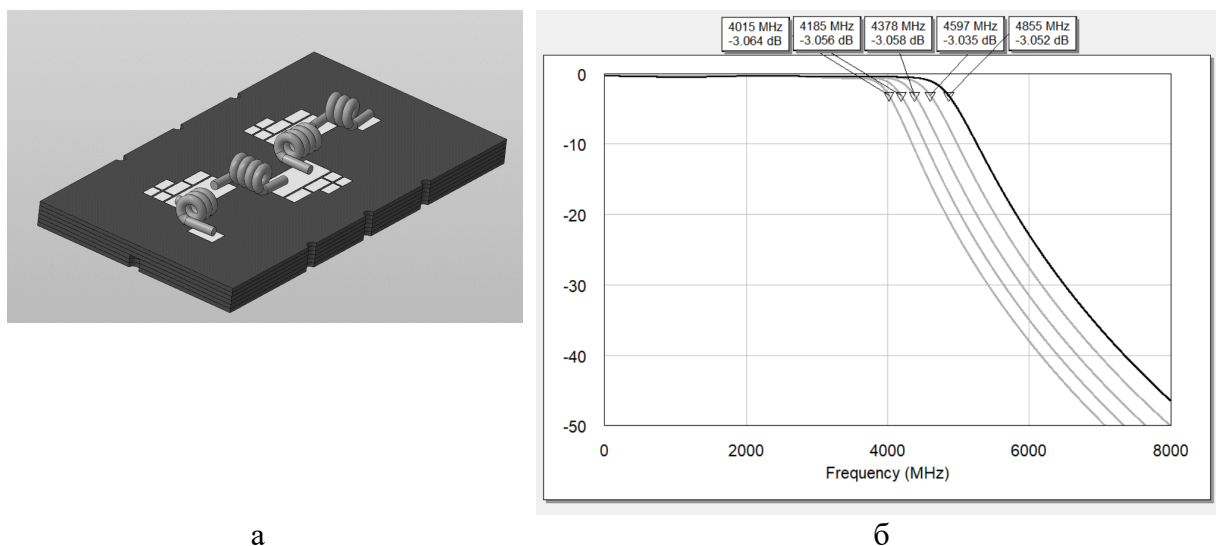 4015 MHz 4185 MHz 4378 MHz 4597 MHz 4855 MHz
-3.064 dB -3.056 dB -3.058 dB -3.035 dB -3.052 dB
0
-10
-20
-30
-40
-50
0 2000 4000 6000 8000
Frequency (MHz)
а б